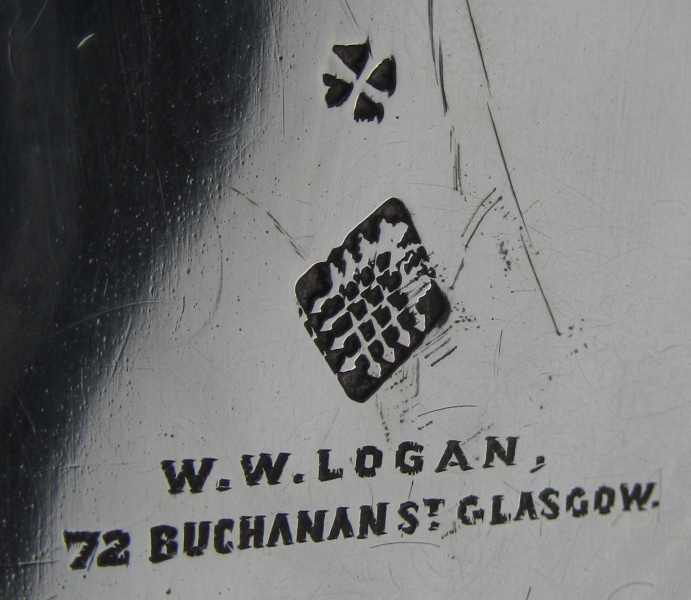 W. W. LOGAN,
72 BUCHANAN ST. GLASGOW.